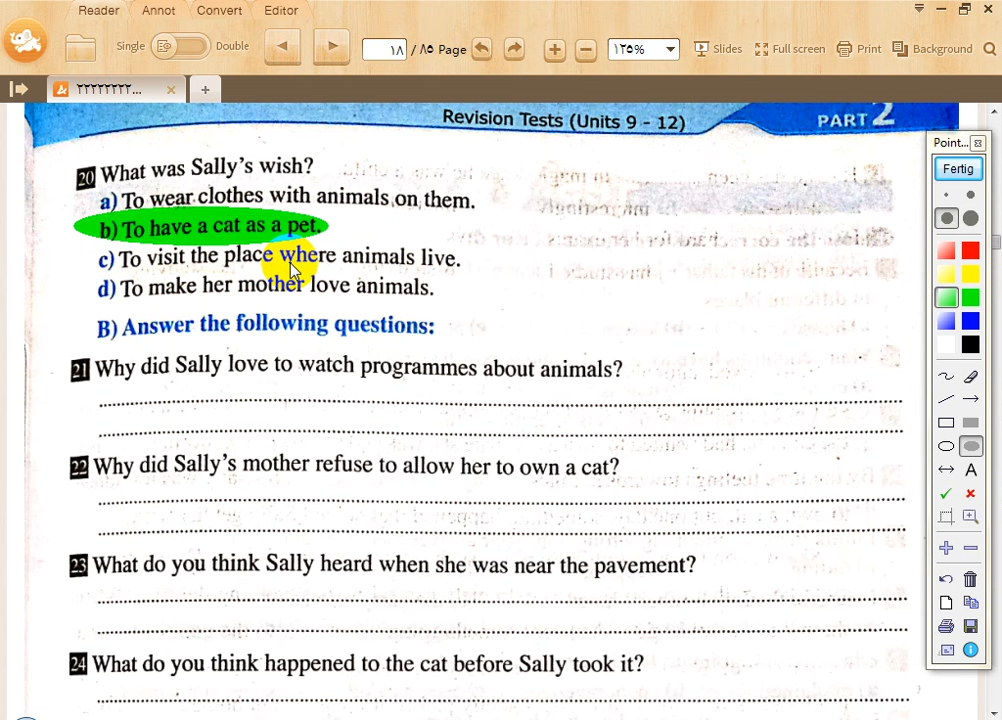 Reader Annot Convert Editor
Single Double ١٨ / ٨٥ Page ١٢٥% Slides Full screen Print Background
٢٢٢٢٢٢٢٢...
Revision Tests (Units 9 - 12) PART 2
Point...
Fertig
20 What was Sally's wish?
a) To wear clothes with animals on them.
b) To have a cat as a pet.
c) To visit the place where animals live.
d) To make her mother love animals.
B) Answer the following questions:
21 Why did Sally love to watch programmes about animals?
22 Why did Sally's mother refuse to allow her to own a cat?
23 What do you think Sally heard when she was near the pavement?
24 What do you think happened to the cat before Sally took it?